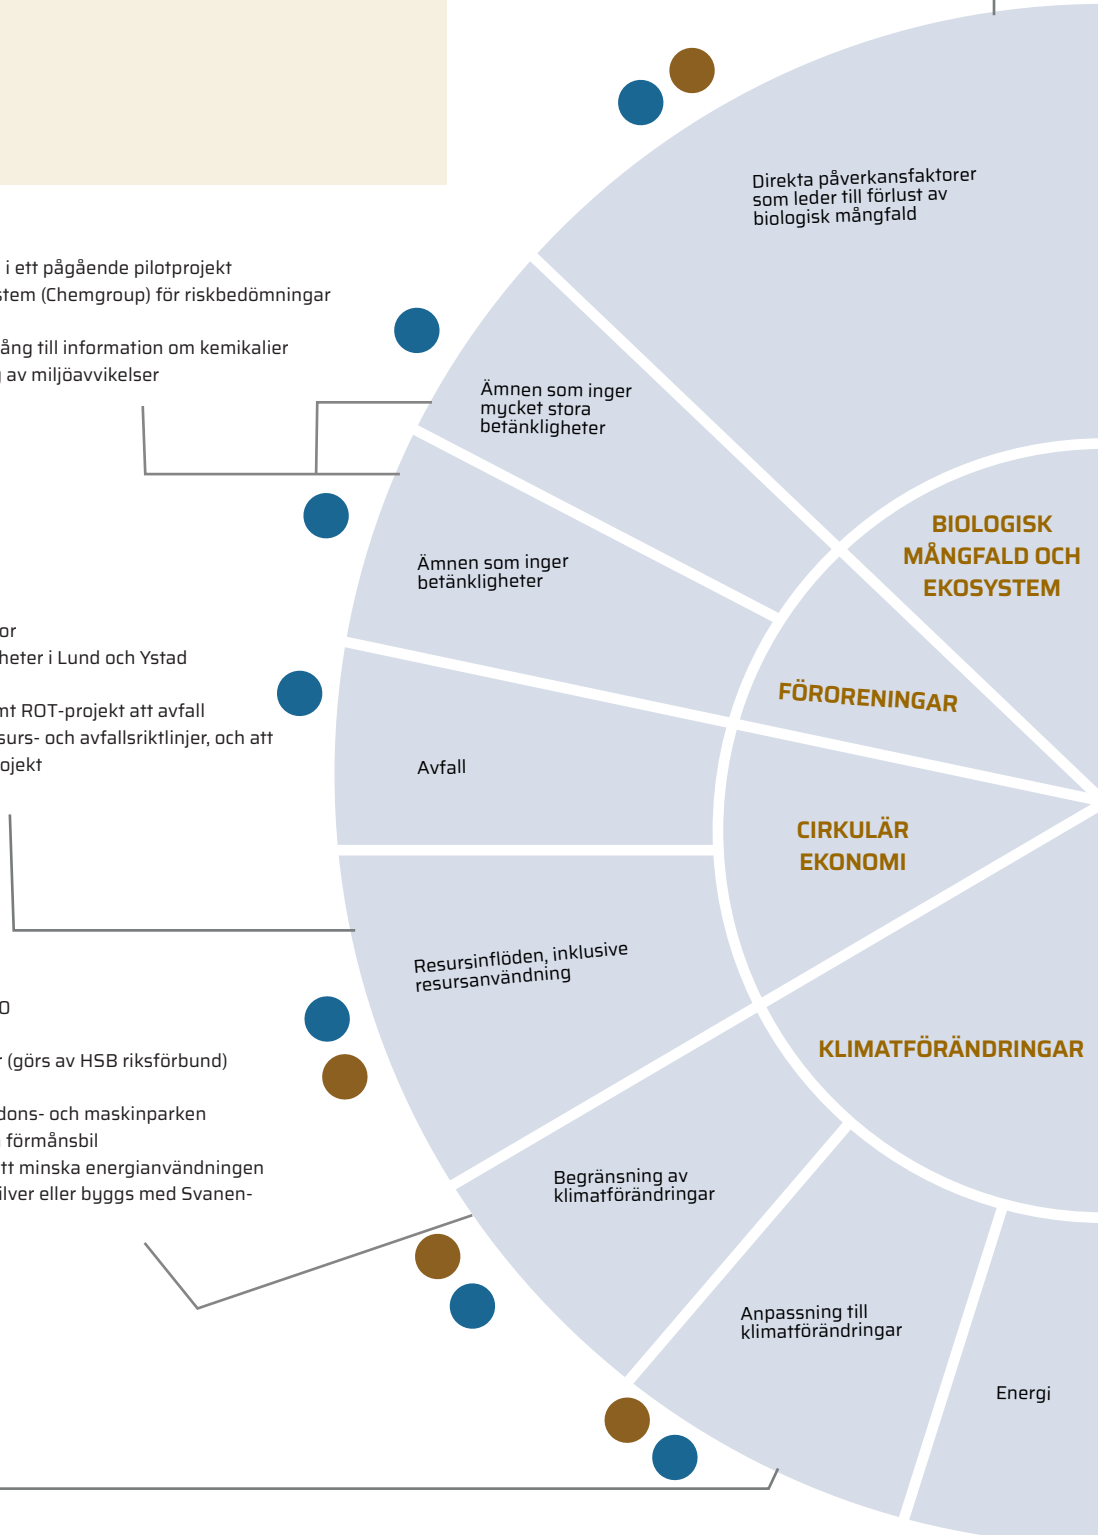 i ett pågående pilotprojekt
stem (Chemgroup) för riskbedömningar
ång till information om kemikalier
av miljöavvikelser
or
heter i Lund och Ystad
mt ROT-projekt att avfall
surs- och avfallsriktlinjer, och att
ojekt
0
r (görs av HSB riksförbund)
dons- och maskinparken
förmånsbil
tt minska energianvändningen
ilver eller byggs med Svanen-
Direkta påverkansfaktorer
som leder till förlust av
biologisk mångfald
Ämnen som inger
mycket stora
betänkligheter
Ämnen som inger
betänkligheter
Avfall
Resursinflöden, inklusive
resursanvändning
Begränsning av
klimatförändringar
Anpassning till
klimatförändringar
Energi
BIOLOGISK
MÅNGFALD OCH
EKOSYSTEM
FÖRORENINGAR
CIRKULÄR
EKONOMI
KLIMATFÖRÄNDRINGAR